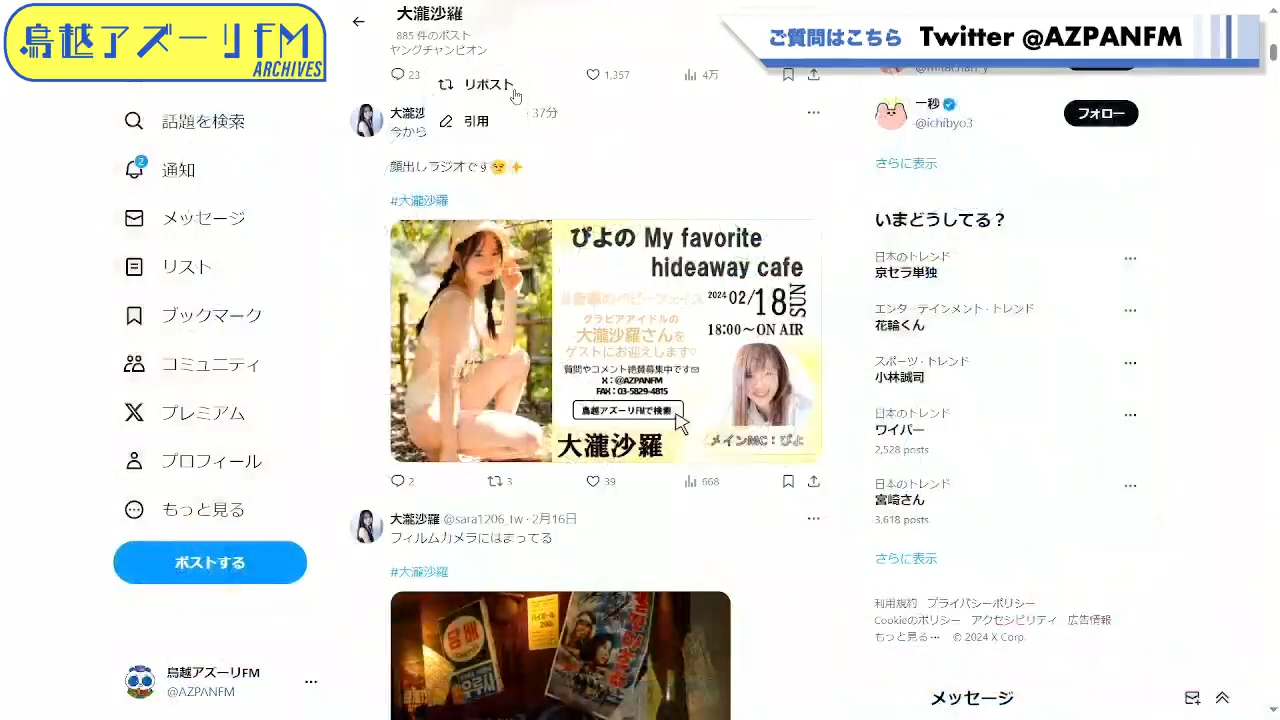 鳥越アズーリFM
ARCHIVES
ご質問はこちら Twitter @AZPANFM
大瀧沙羅
885 件のポスト
ヤングチャンピオン
23
1,357
4万
リポスト
引用
大瀧沙
· 37分
今から
顔出しラジオです
#大瀧沙羅
ぴよの My favorite
hideaway cafe
グラビアアイドルの
大瀧沙羅さんを
ゲストにお迎えします♡
質問やコメント絶賛募集中です✉
X:@AZPANFM
FAX:03-5829-4815
鳥越アズーリFMで検索
大瀧沙羅
2024 02/18 SUN
18:00〜ON AIR
メインMC:ぴよ
2
3
39
668
大瀧沙羅 @sara1206_tw · 2月16日
フィルムカメラにはまってる
#大瀧沙羅
話題を検索
2
通知
メッセージ
リスト
ブックマーク
コミュニティ
プレミアム
プロフィール
もっと見る
ポストする
鳥越アズーリFM
@AZPANFM
一秒
@ichibyo3
フォロー
さらに表示
いまどうしてる?
日本のトレンド
京セラ単独
エンターテインメント・トレンド
花輪くん
スポーツ・トレンド
小林誠司
日本のトレンド
ワイパー
2,528 posts
日本のトレンド
宮崎さん
3,618 posts
さらに表示
利用規約 プライバシーポリシー
Cookieのポリシー アクセシビリティ 広告情報
もっと見る… © 2024 X Corp.
メッセージ